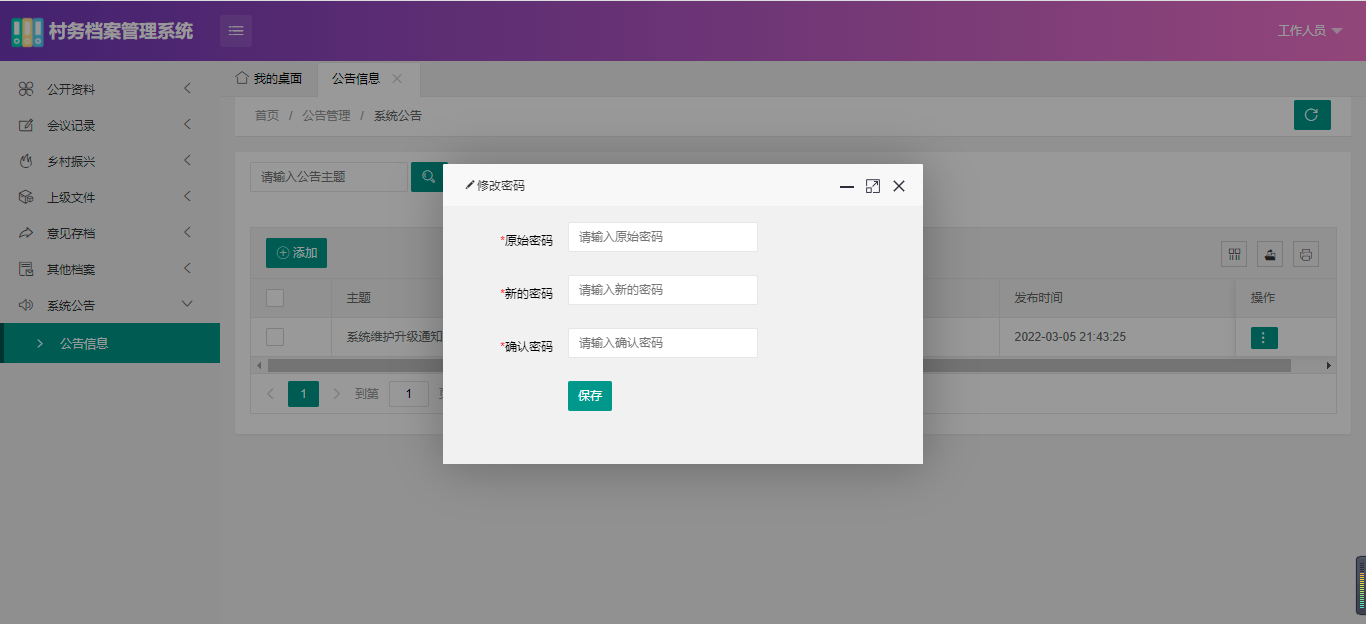 村务档案管理系统
工作人员
公开资料
会议记录
乡村振兴
上级文件
意见存档
其他档案
系统公告
公告信息
我的桌面
公告信息
首页 / 公告管理 / 系统公告
请输入公告主题
添加
主题
发布时间
操作
系统维护升级通知
2022-03-05 21:43:25
1
到第
1
修改密码
*原始密码
请输入原始密码
*新的密码
请输入新的密码
*确认密码
请输入确认密码
保存